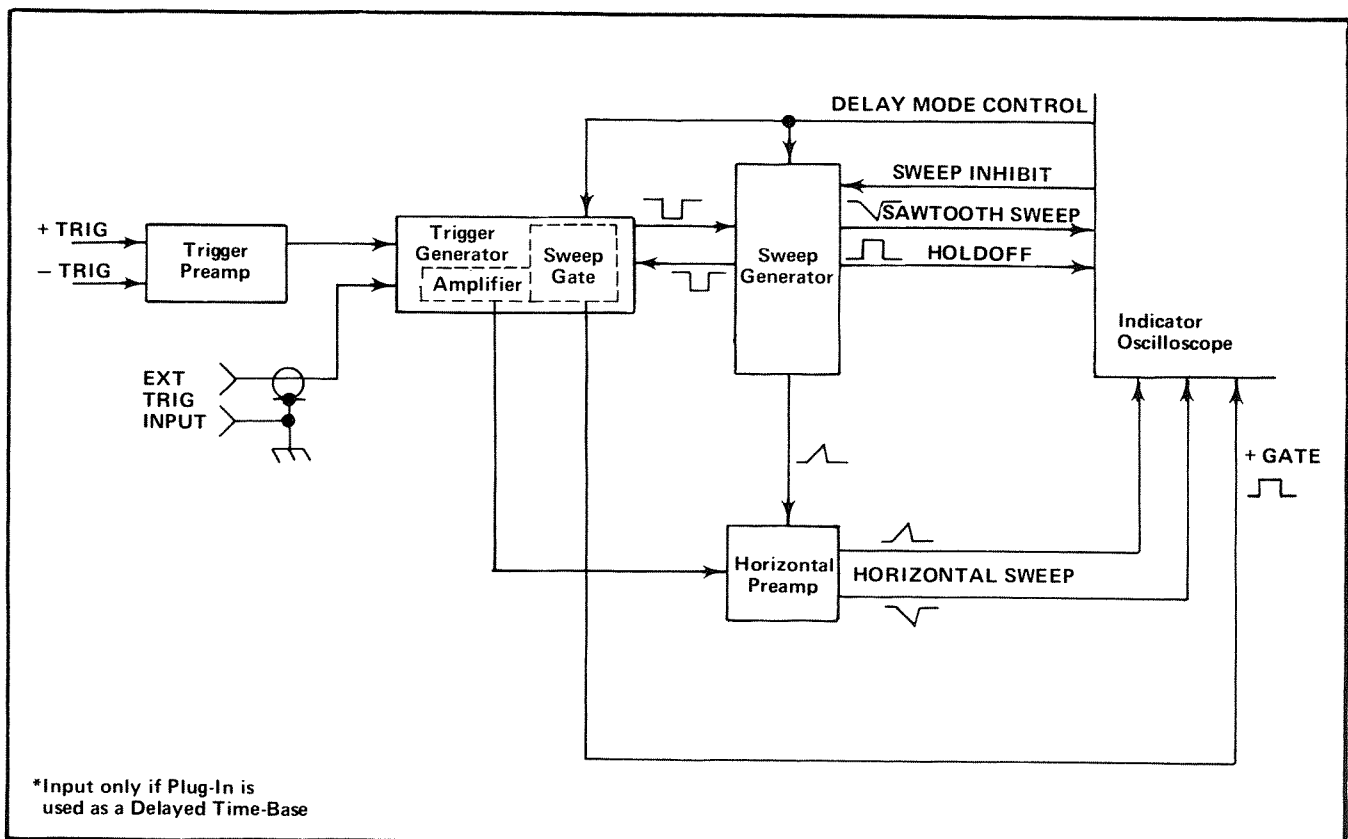 DELAY MODE CONTROL
SWEEP INHIBIT
SAWTOOTH SWEEP
HOLDOFF
+ TRIG
− TRIG
Trigger
Preamp
Trigger
Generator
Amplifier
Sweep
Gate
Sweep
Generator
Indicator
Oscilloscope
EXT
TRIG
INPUT
+ GATE
Horizontal
Preamp
HORIZONTAL SWEEP
*Input only if Plug-In is
used as a Delayed Time-Base